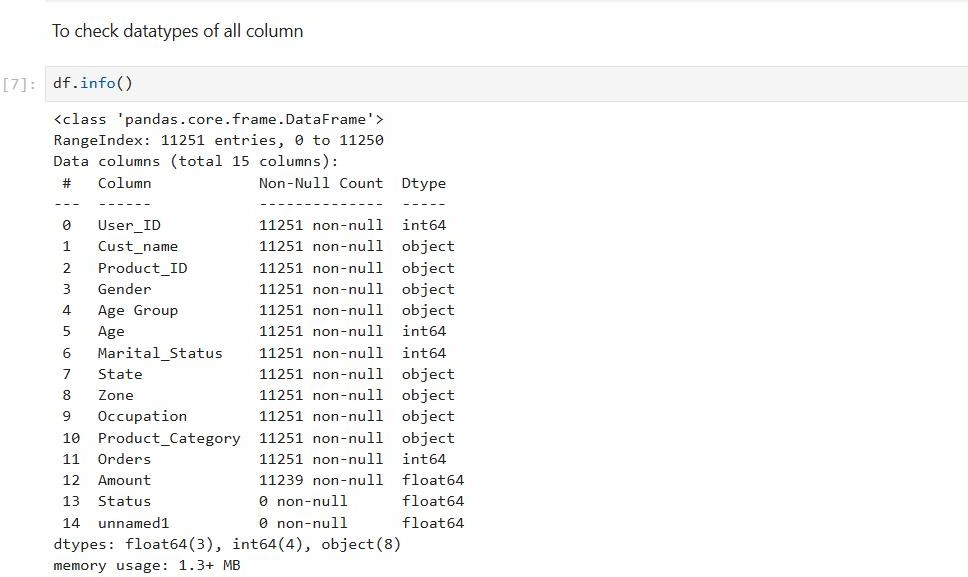 To check datatypes of all column
[7]: df.info()
<class 'pandas.core.frame.DataFrame'>
RangeIndex: 11251 entries, 0 to 11250
Data columns (total 15 columns):
 #   Column            Non-Null Count  Dtype
---  ------            --------------  -----
 0   User_ID           11251 non-null  int64
 1   Cust_name         11251 non-null  object
 2   Product_ID        11251 non-null  object
 3   Gender            11251 non-null  object
 4   Age Group         11251 non-null  object
 5   Age               11251 non-null  int64
 6   Marital_Status    11251 non-null  int64
 7   State             11251 non-null  object
 8   Zone              11251 non-null  object
 9   Occupation        11251 non-null  object
 10  Product_Category  11251 non-null  object
 11  Orders            11251 non-null  int64
 12  Amount            11239 non-null  float64
 13  Status            0 non-null      float64
 14  unnamed1          0 non-null      float64
dtypes: float64(3), int64(4), object(8)
memory usage: 1.3+ MB